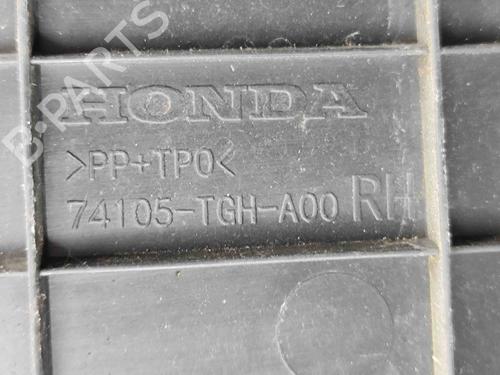 B-PARTS
HONDA
>PP+TPO<
74105-TGH-A00 RH